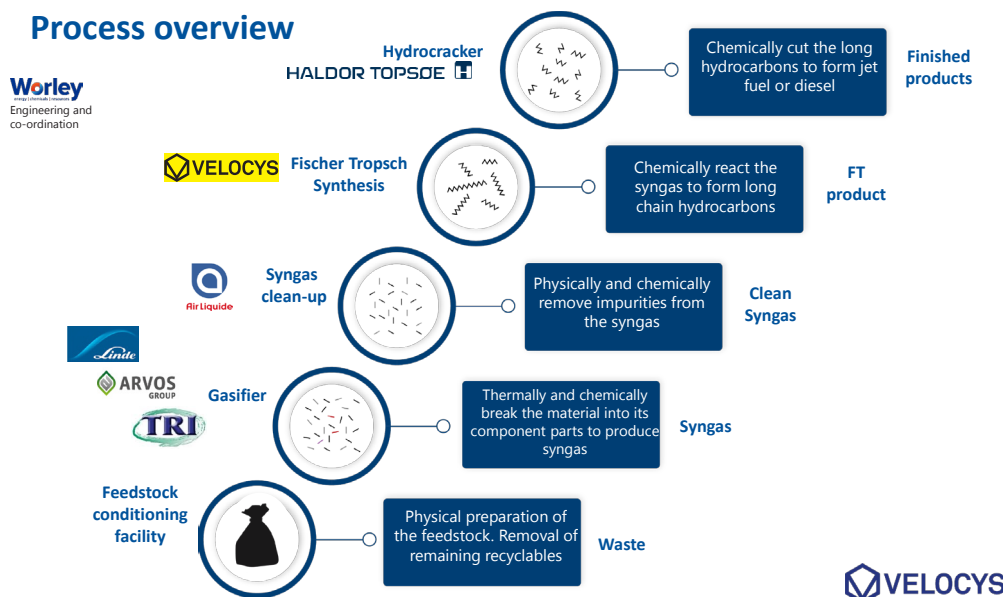 Process overview
Worley
energy | chemicals | resources
Engineering and
co-ordination
Hydrocracker
HALDOR TOPSØE
Chemically cut the long
hydrocarbons to form jet
fuel or diesel
Finished
products
VELOCYS
Fischer Tropsch
Synthesis
Chemically react the
syngas to form long
chain hydrocarbons
FT
product
Air Liquide
Syngas
clean-up
Physically and chemically
remove impurities from
the syngas
Clean
Syngas
Linde
ARVOS
GROUP
TRI
Gasifier
Thermally and chemically
break the material into its
component parts to produce
syngas
Syngas
Feedstock
conditioning
facility
Physical preparation of
the feedstock. Removal of
remaining recyclables
Waste
VELOCYS